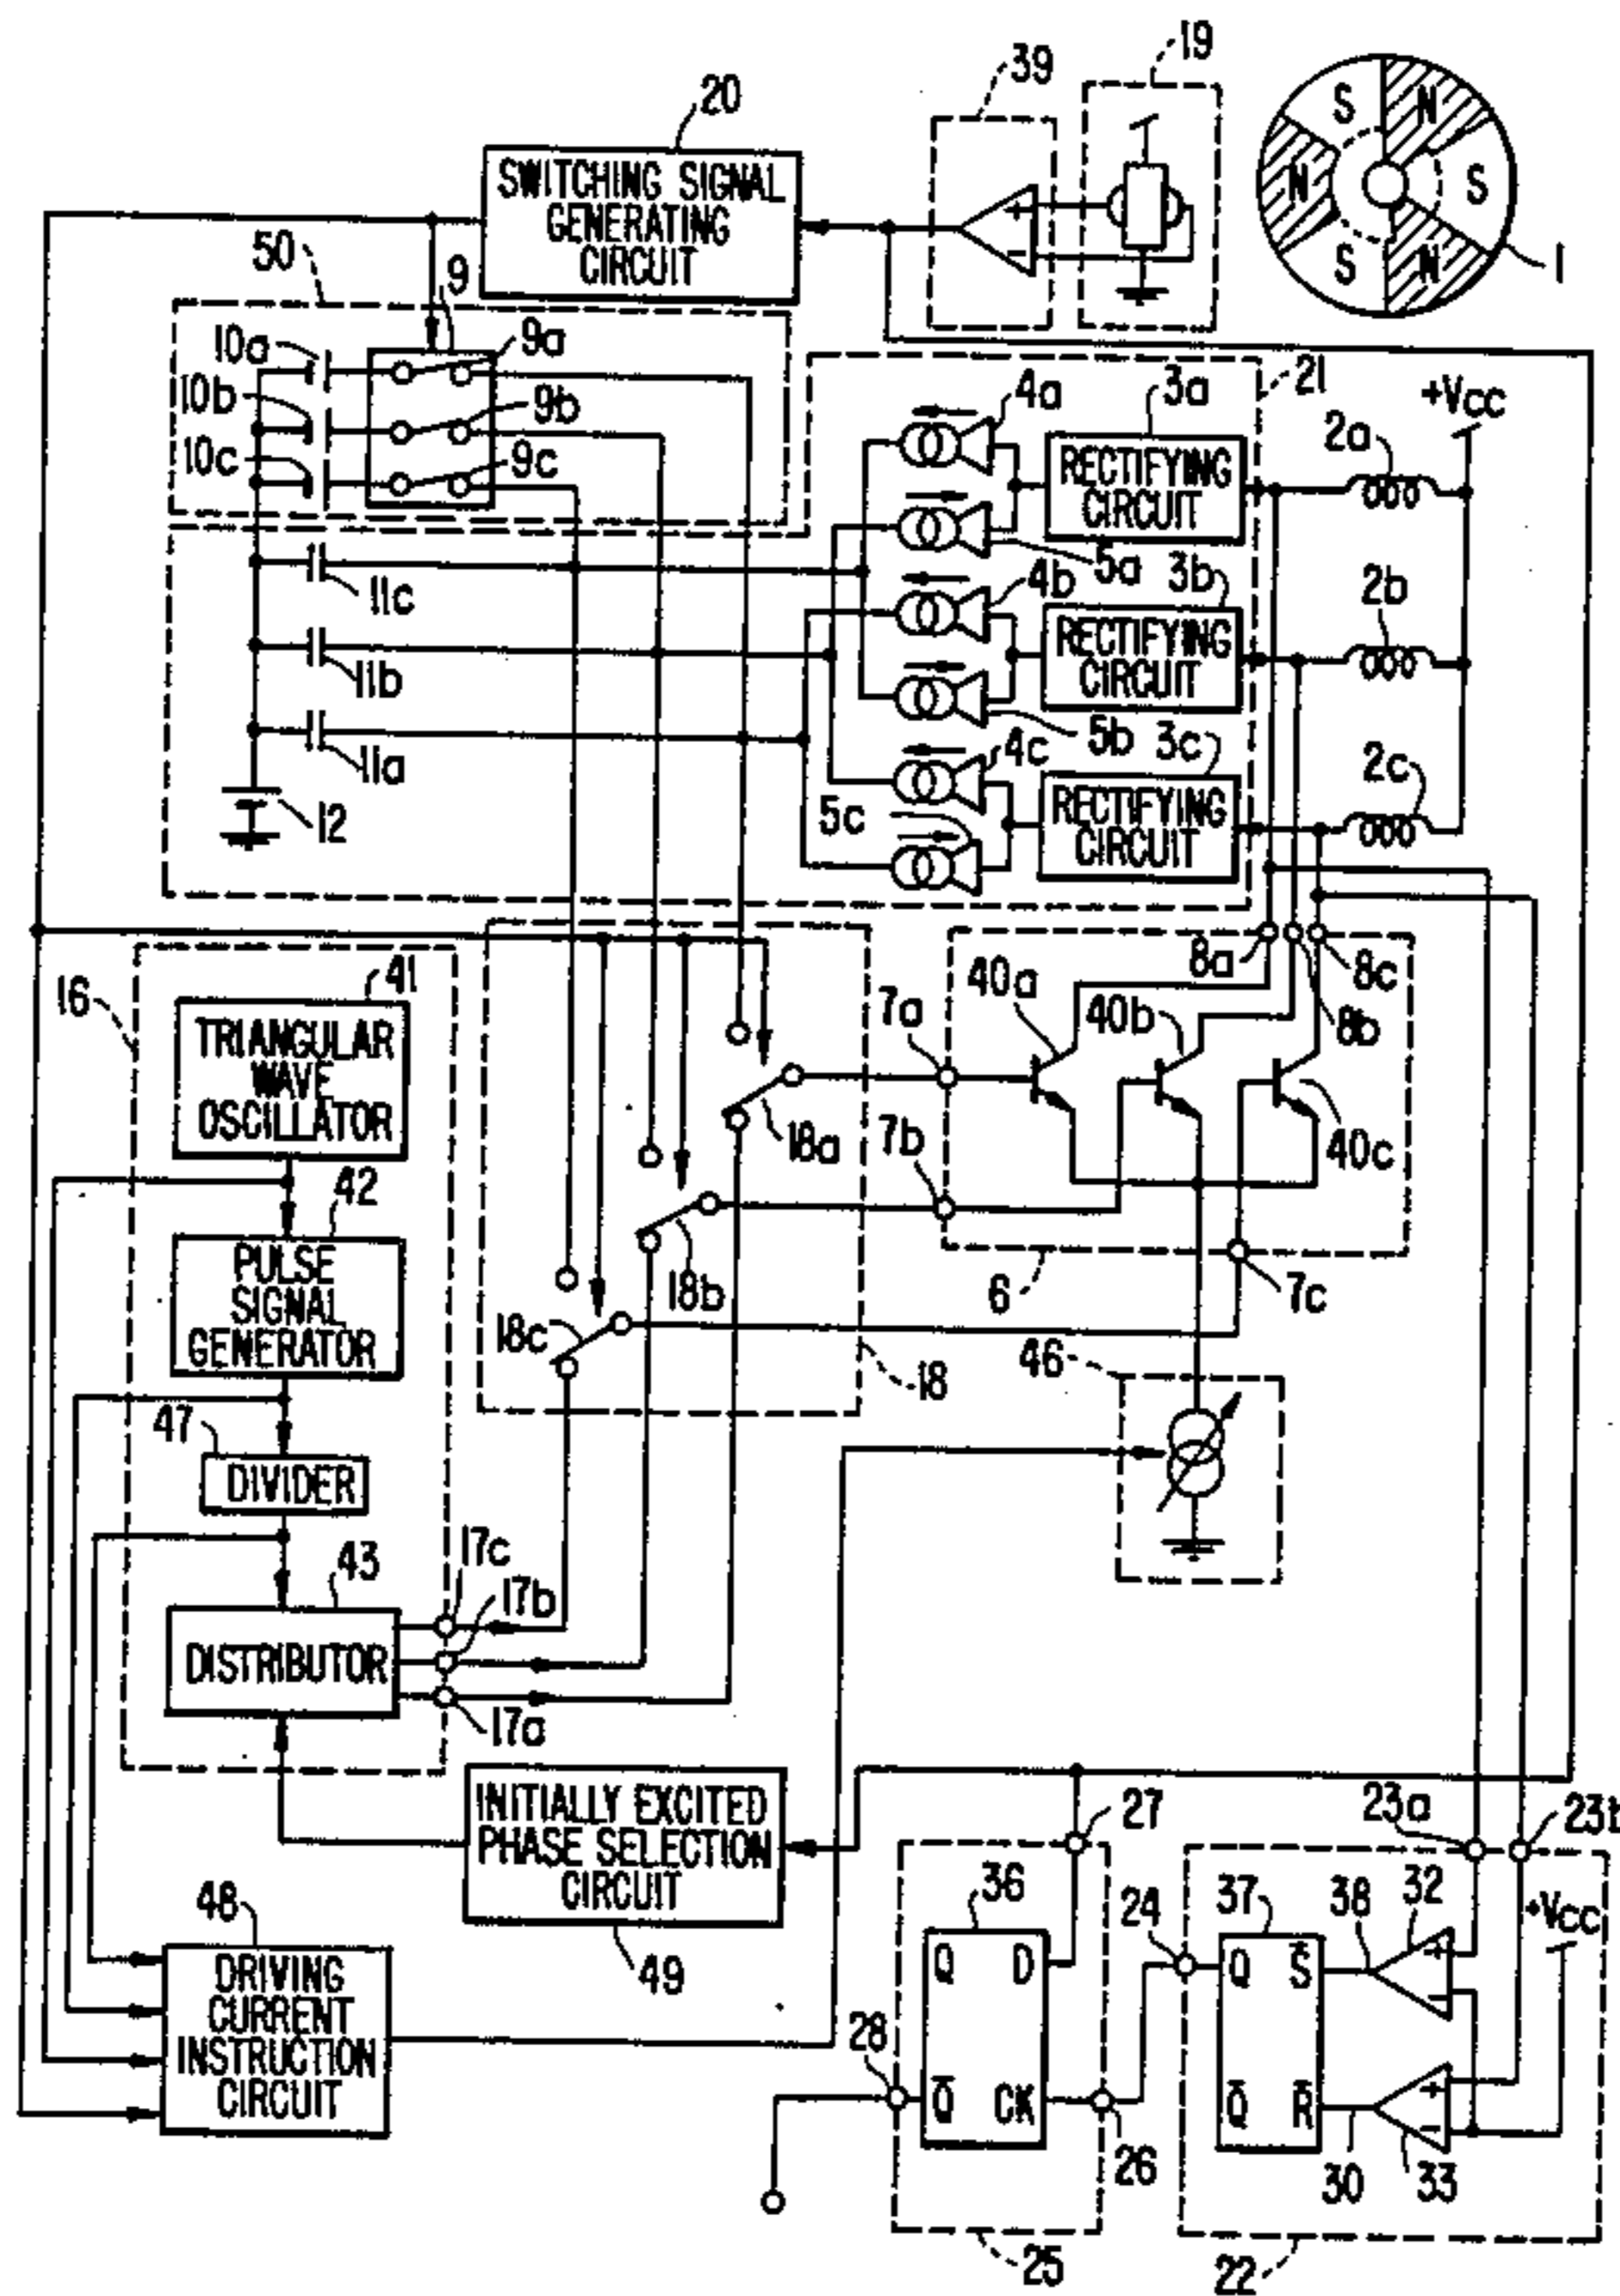 19
39
20
S
N
SWITCHING SIGNAL
GENERATING
CIRCUIT
N
S
S
N
1
50
9
10a
9a
21
10b
9b
4a
3a
+Vcc
2a
10c
9c
RECTIFYING
CIRCUIT
5a
4b
3b
2b
11c
RECTIFYING
CIRCUIT
11b
5b
4c
3c
2c
11a
5c
RECTIFYING
CIRCUIT
12
16
41
8a
8c
40a
40b
8b
7a
TRIANGULAR
WAVE
OSCILLATOR
18a
7b
40c
42
PULSE
SIGNAL
GENERATOR
18b
6
7c
18c
46
18
47
DIVIDER
43
17c
17b
DISTRIBUTOR
17a
INITIALLY EXCITED
PHASE SELECTION
CIRCUIT
27
23a
23b
48
49
36
24
37
38
32
+Vcc
DRIVING
CURRENT
INSTRUCTION
CIRCUIT
Q D
Q S̄
28
Q̄ CK
Q̄ R̄
26
30
33
25
22